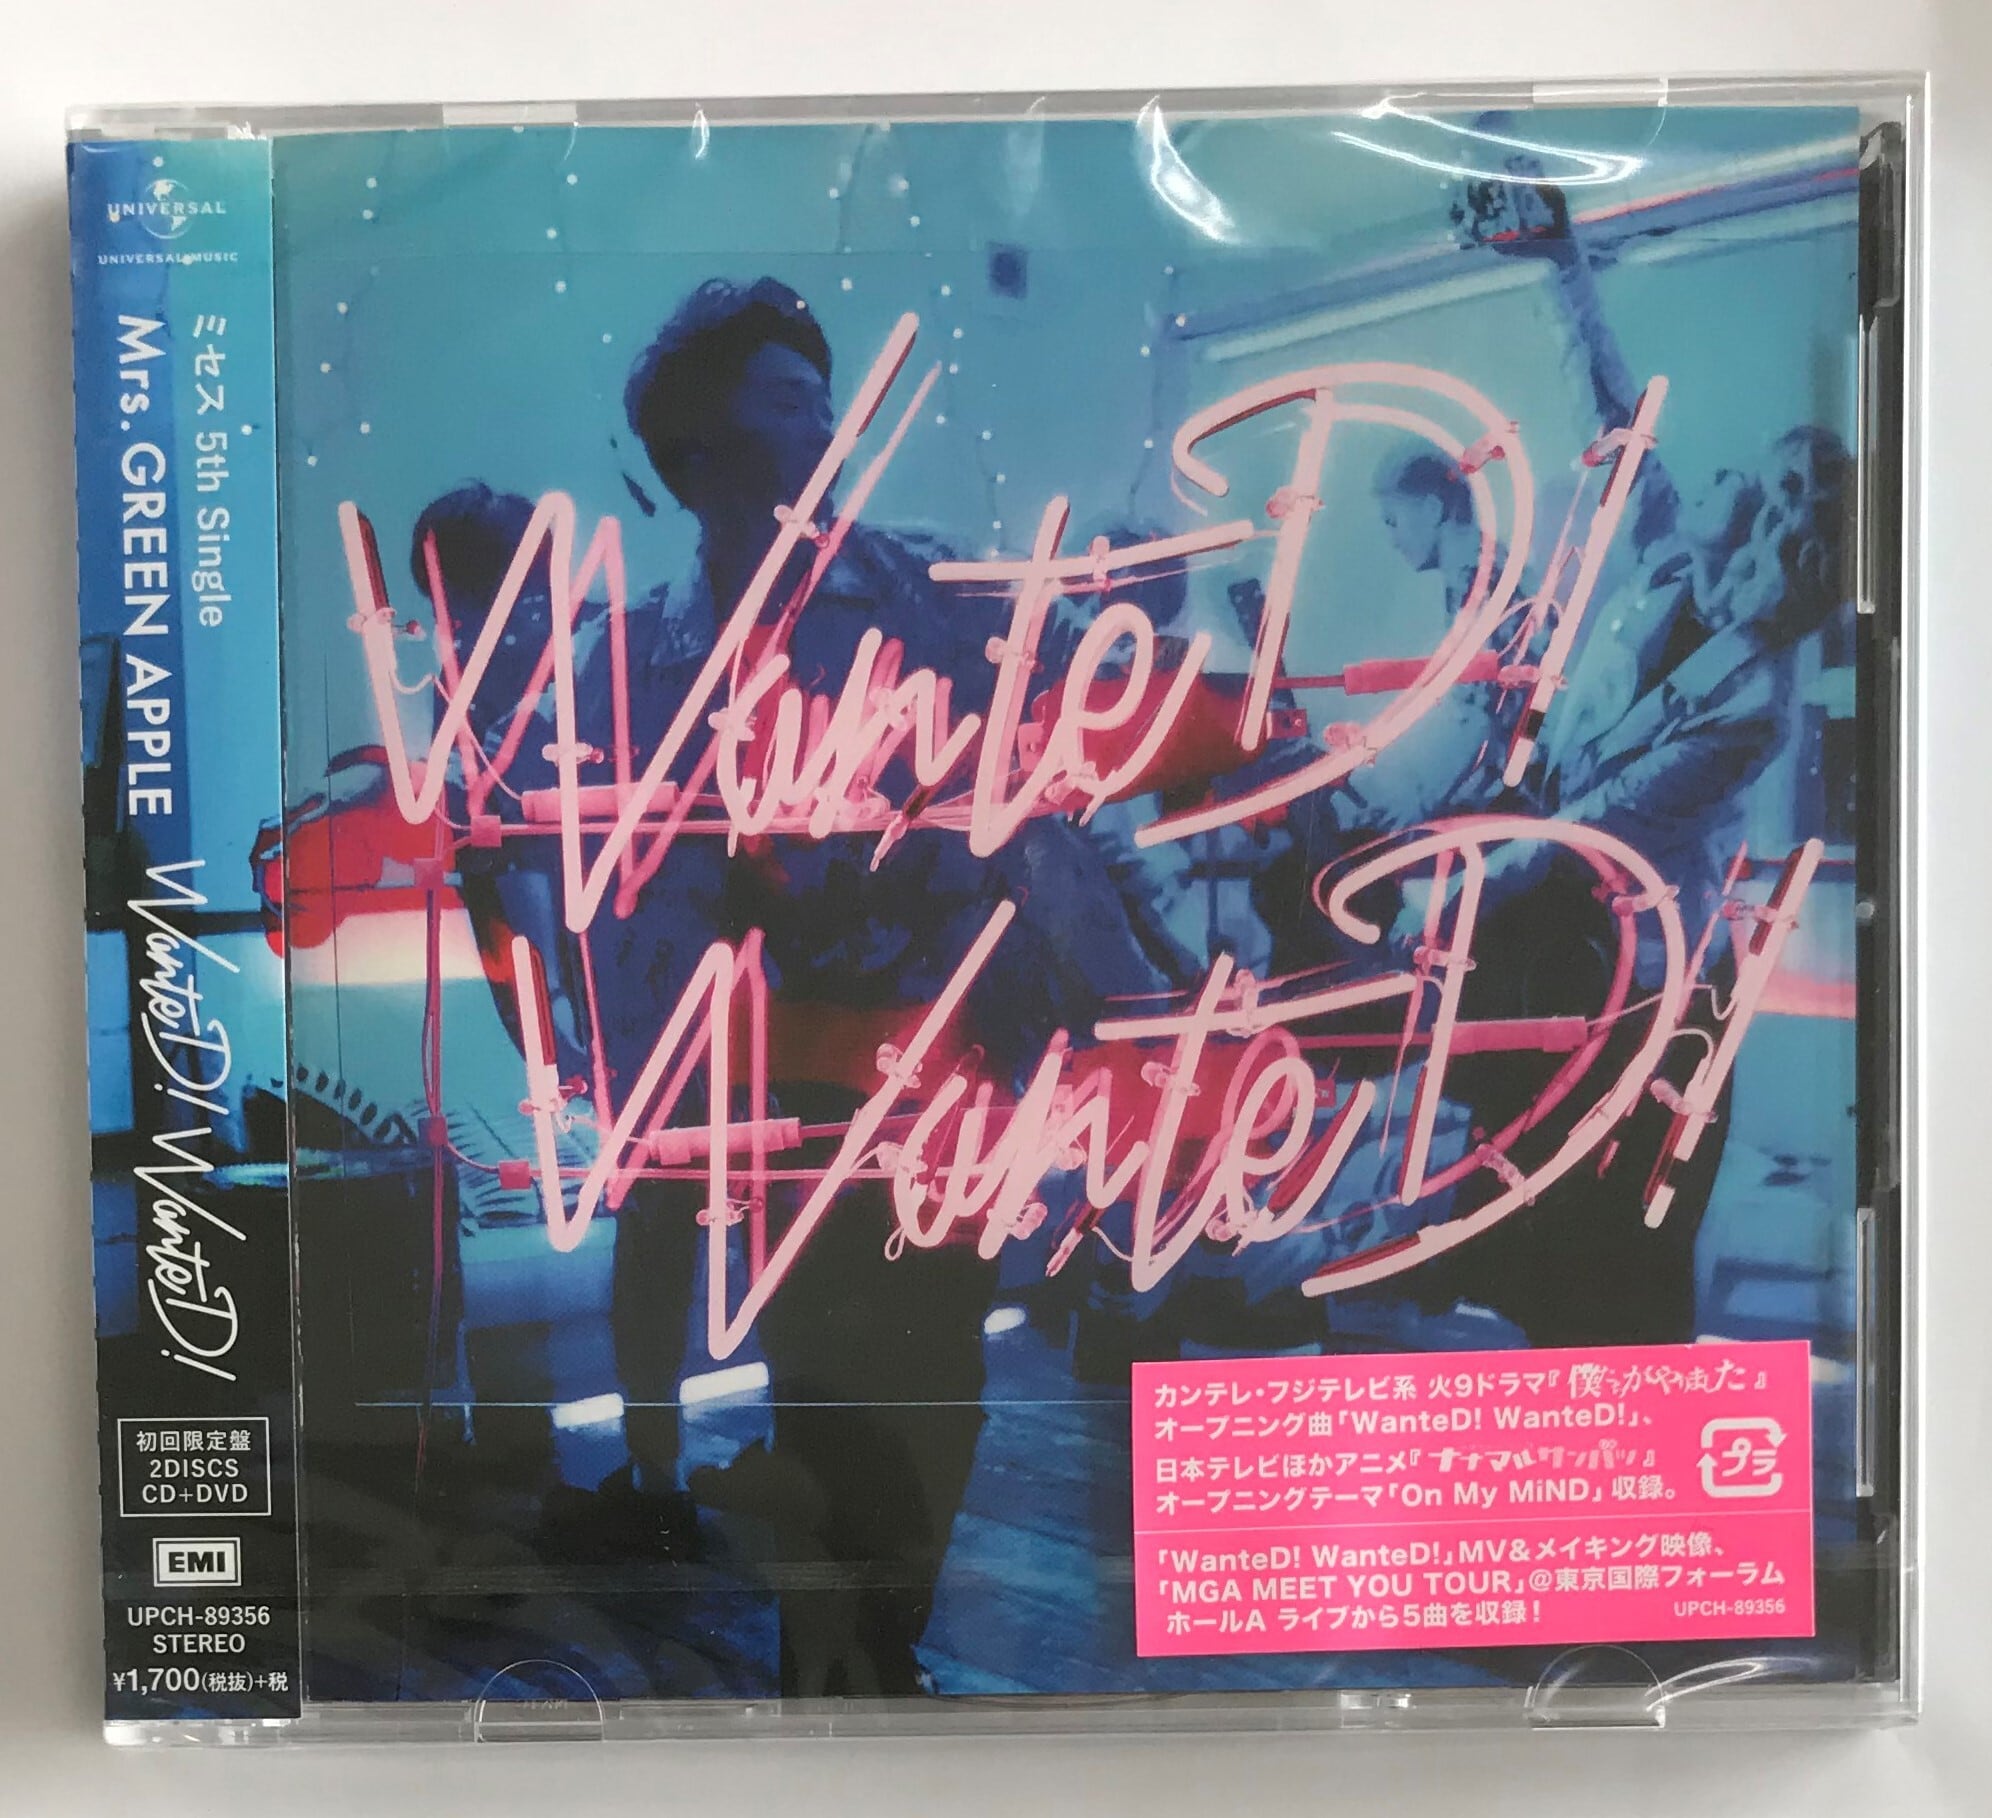 UNIVERSAL
UNIVERSAL MUSIC
ミセス 5th Single
Mrs. GREEN APPLE WanteD! WanteD!
初回限定盤
2DISCS
CD+DVD
EMI
UPCH-89356
STEREO
¥1,700(税抜)+税
WanteD!
WanteD!
カンテレ・フジテレビ系 火9ドラマ『僕たちがやりました』
オープニング曲「WanteD! WanteD!」、
日本テレビほかアニメ『ナナマルサンバツ』
オープニングテーマ「On My MiND」収録。
プラ
「WanteD! WanteD!」MV&メイキング映像、
「MGA MEET YOU TOUR」@東京国際フォーラム
ホールA ライブから5曲を収録!
UPCH-89356